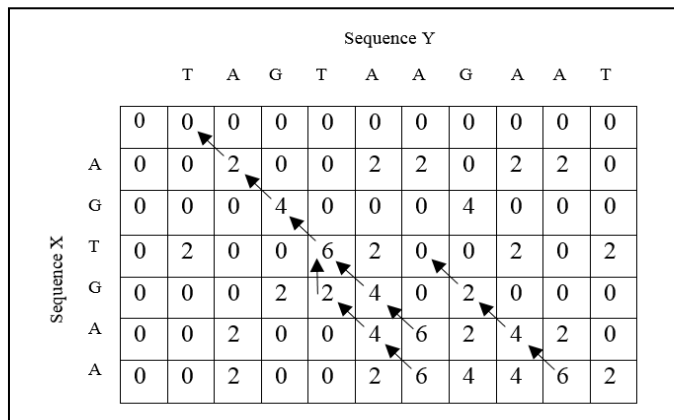 Sequence Y
T A G T A A G A A T
0 0 0 0 0 0 0 0 0 0 0
A 0 0 2 0 0 2 2 0 2 2 0
G 0 0 0 4 0 0 0 4 0 0 0
T 0 2 0 0 6 2 0 0 2 0 2
G 0 0 0 2 2 4 0 2 0 0 0
A 0 0 2 0 0 4 6 2 4 2 0
A 0 0 2 0 0 2 6 4 4 6 2
Sequence X